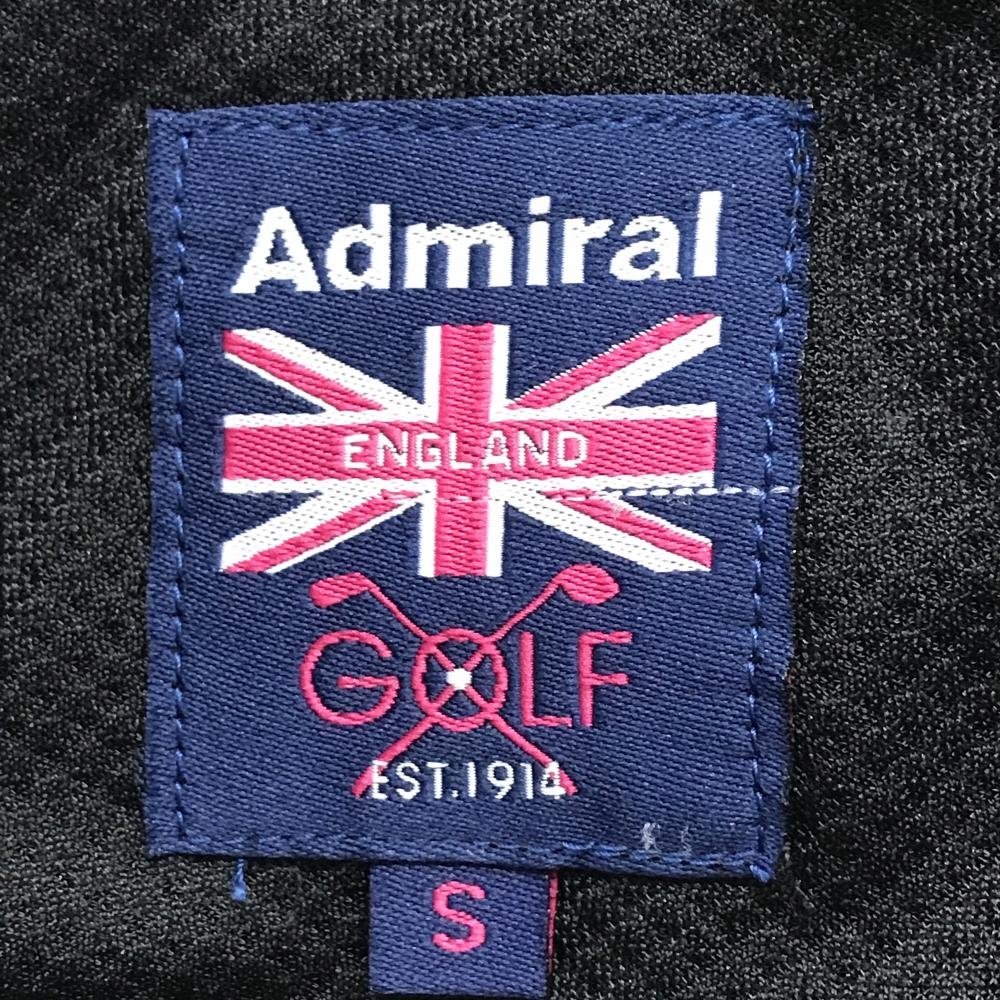 Admiral
ENGLAND
GOLF
EST.1914
S